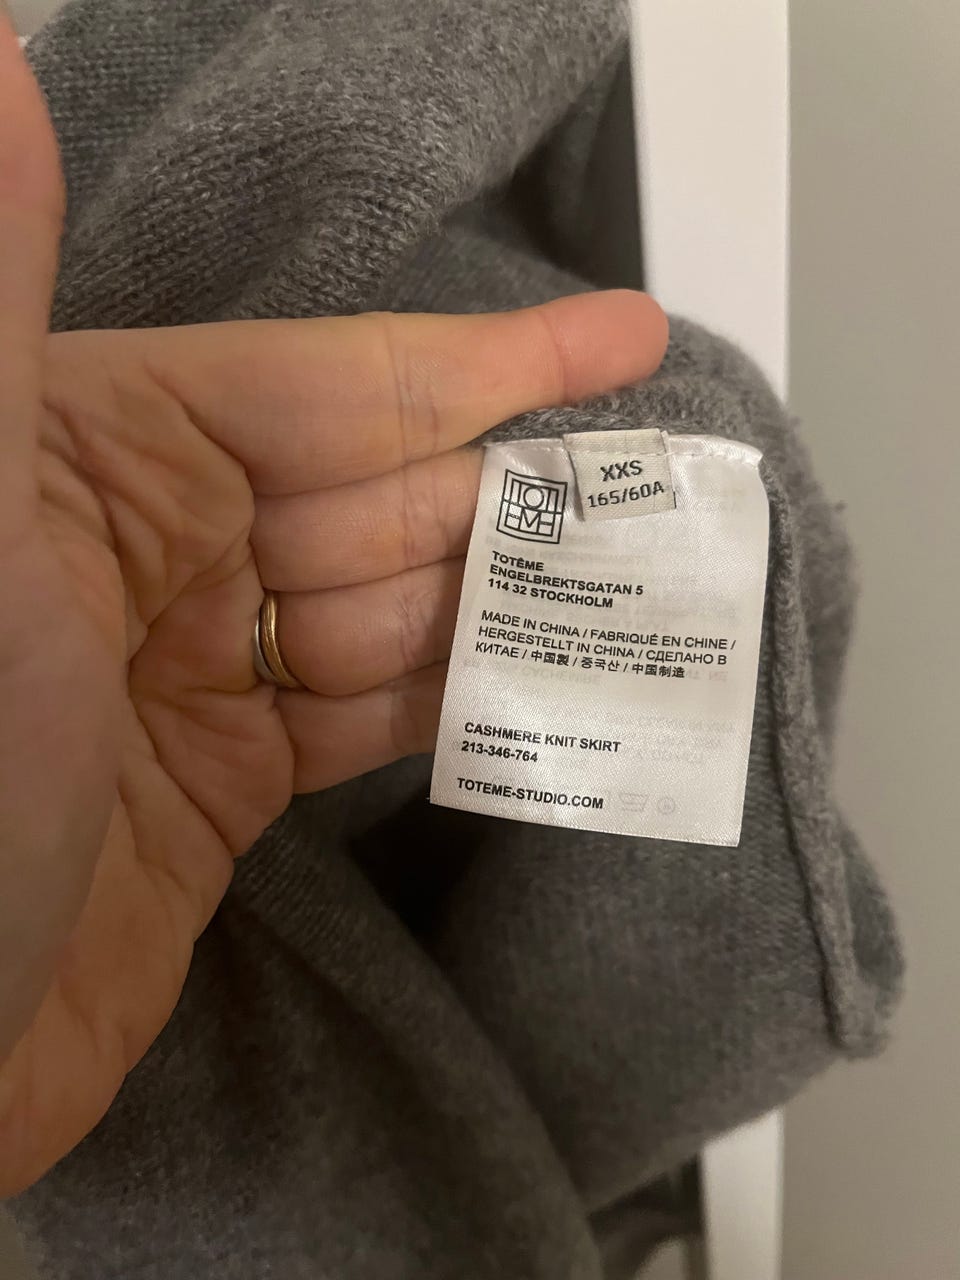 XXS
165/60A
TOTÊME
TOTÊME
ENGELBREKTSGATAN 5
114 32 STOCKHOLM
MADE IN CHINA / FABRIQUÉ EN CHINE /
HERGESTELLT IN CHINA / СДЕЛАНО В
КИТАЕ / 中国製 / 중국산 / 中国制造
CASHMERE KNIT SKIRT
213-346-764
TOTEME-STUDIO.COM